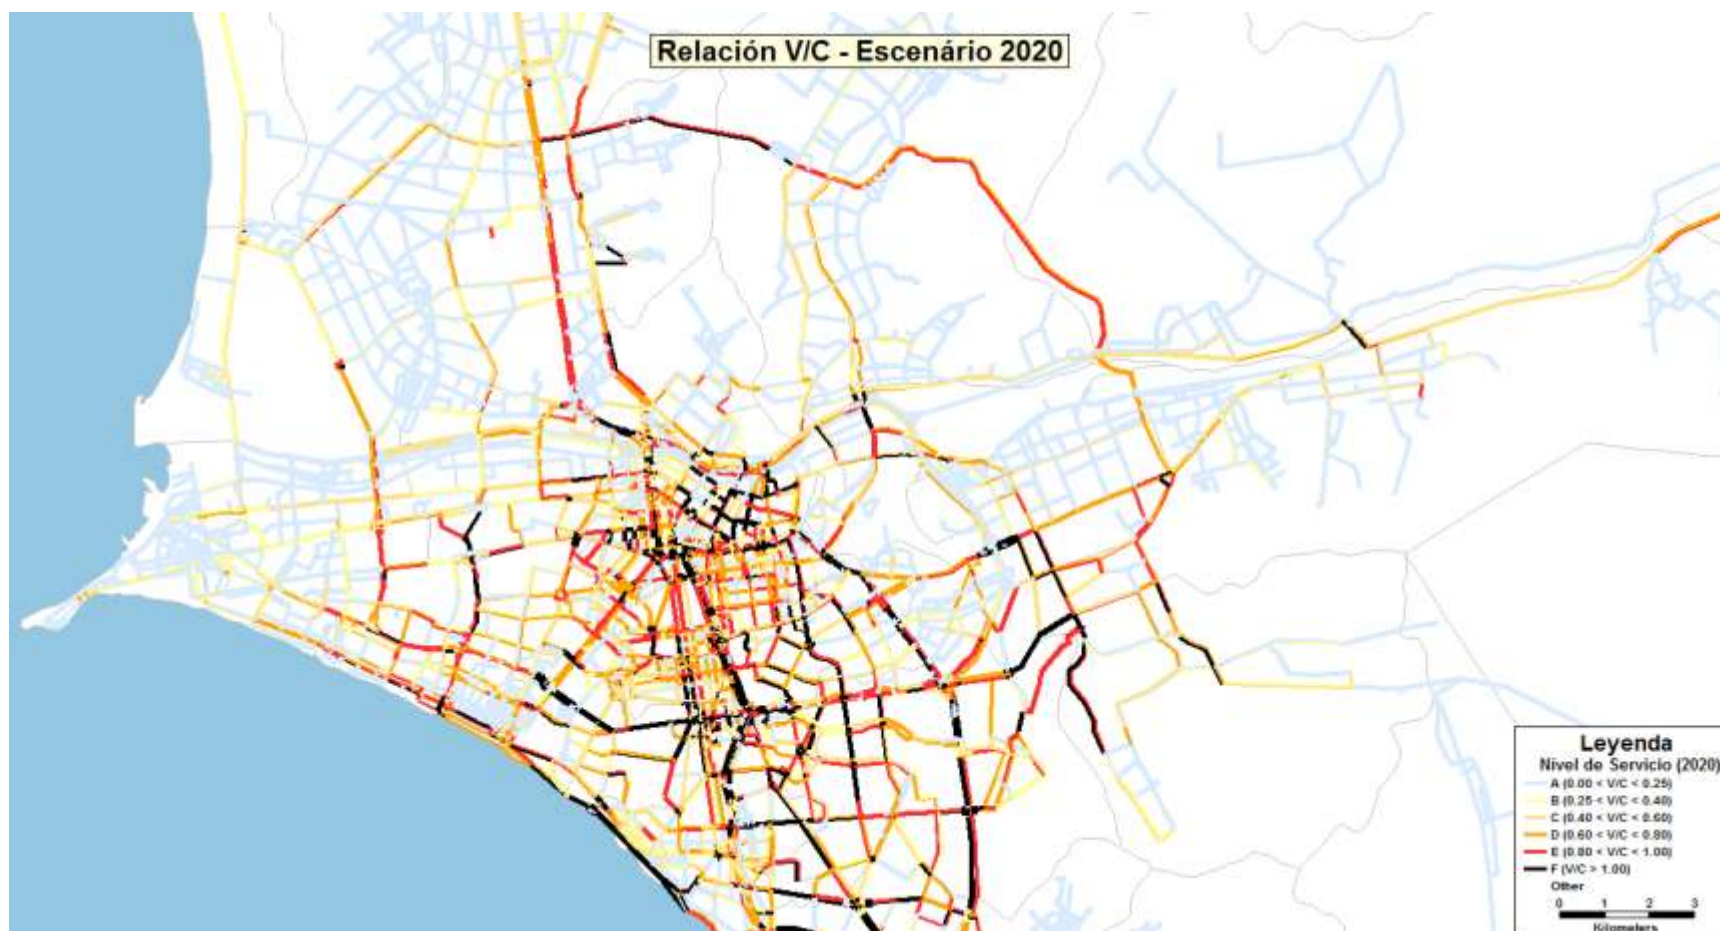 Relación V/C - Escenário 2020
Leyenda
Nivel de Servicio (2020)
A (0.00 < V/C < 0.25)
B (0.25 < V/C < 0.40)
C (0.40 < V/C < 0.60)
D (0.60 < V/C < 0.80)
E (0.80 < V/C < 1.00)
F (V/C > 1.00)
Other
0 1 2 3
Kilometers